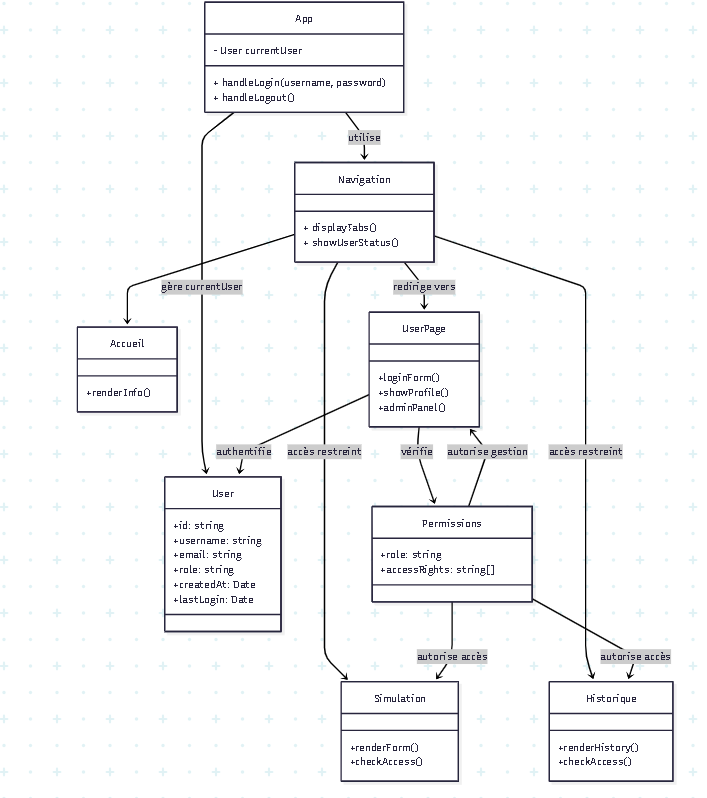 App
- User currentUser
+ handleLogin(username, password)
+ handleLogout()
utilise
Navigation
+ displayTabs()
+ showUserStatus()
gère currentUser
redirige vers
Accueil
+renderInfo()
UserPage
+loginForm()
+showProfile()
+adminPanel()
authentifie
accès restreint
vérifie
autorise gestion
accès restreint
User
+id: string
+username: string
+email: string
+role: string
+createdAt: Date
+lastLogin: Date
Permissions
+role: string
+accessRights: string[]
autorise accès
autorise accès
Simulation
+renderForm()
+checkAccess()
Historique
+renderHistory()
+checkAccess()